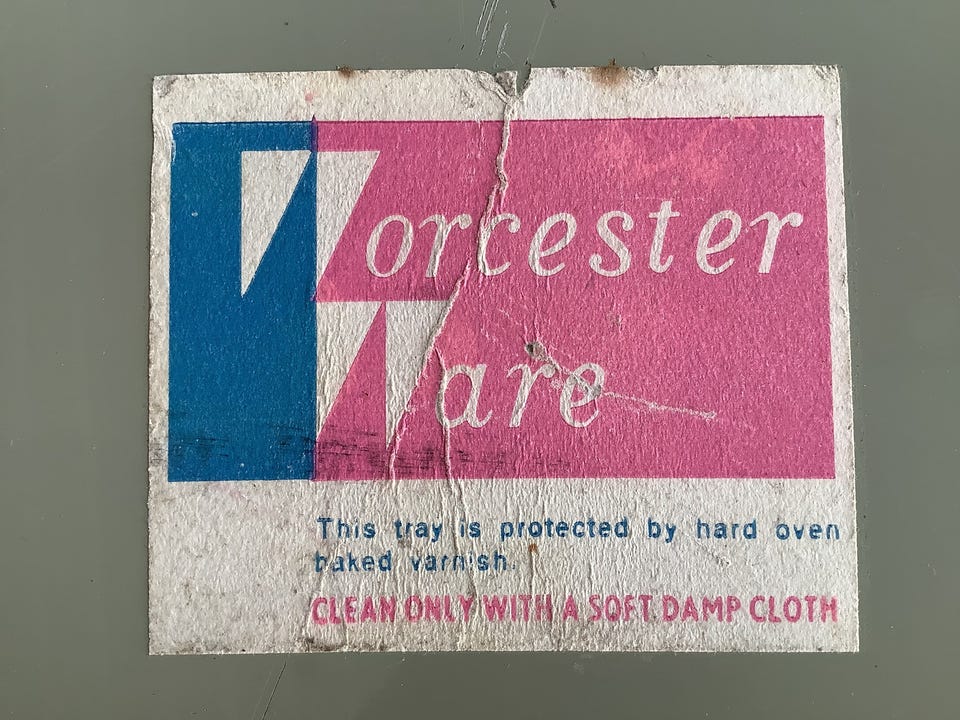 Worcester
Ware
This tray is protected by hard oven
baked varnish.
CLEAN ONLY WITH A SOFT DAMP CLOTH